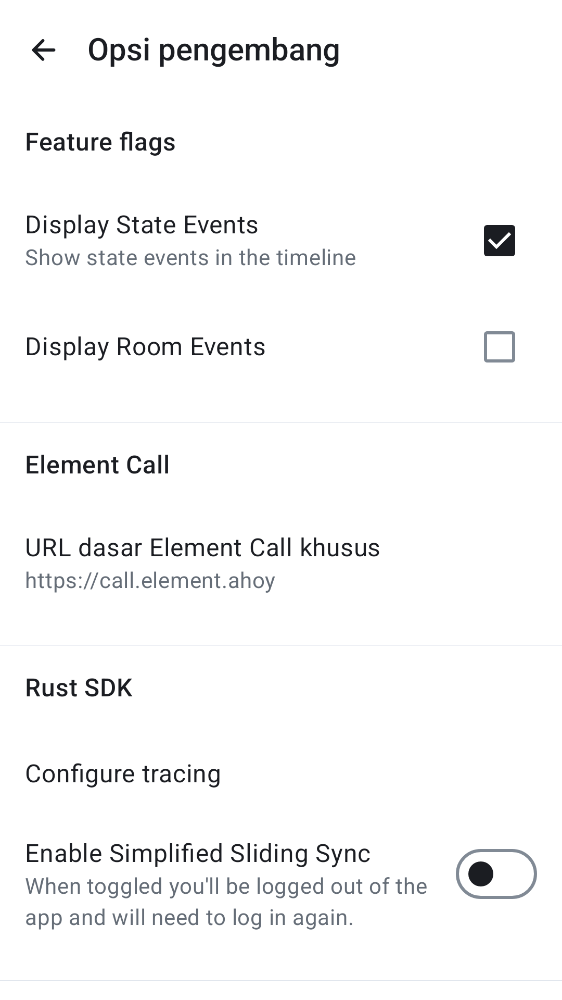 Opsi pengembang
Feature flags
Display State Events
Show state events in the timeline
Display Room Events
Element Call
URL dasar Element Call khusus
https://call.element.ahoy
Rust SDK
Configure tracing
Enable Simplified Sliding Sync
When toggled you'll be logged out of the
app and will need to log in again.